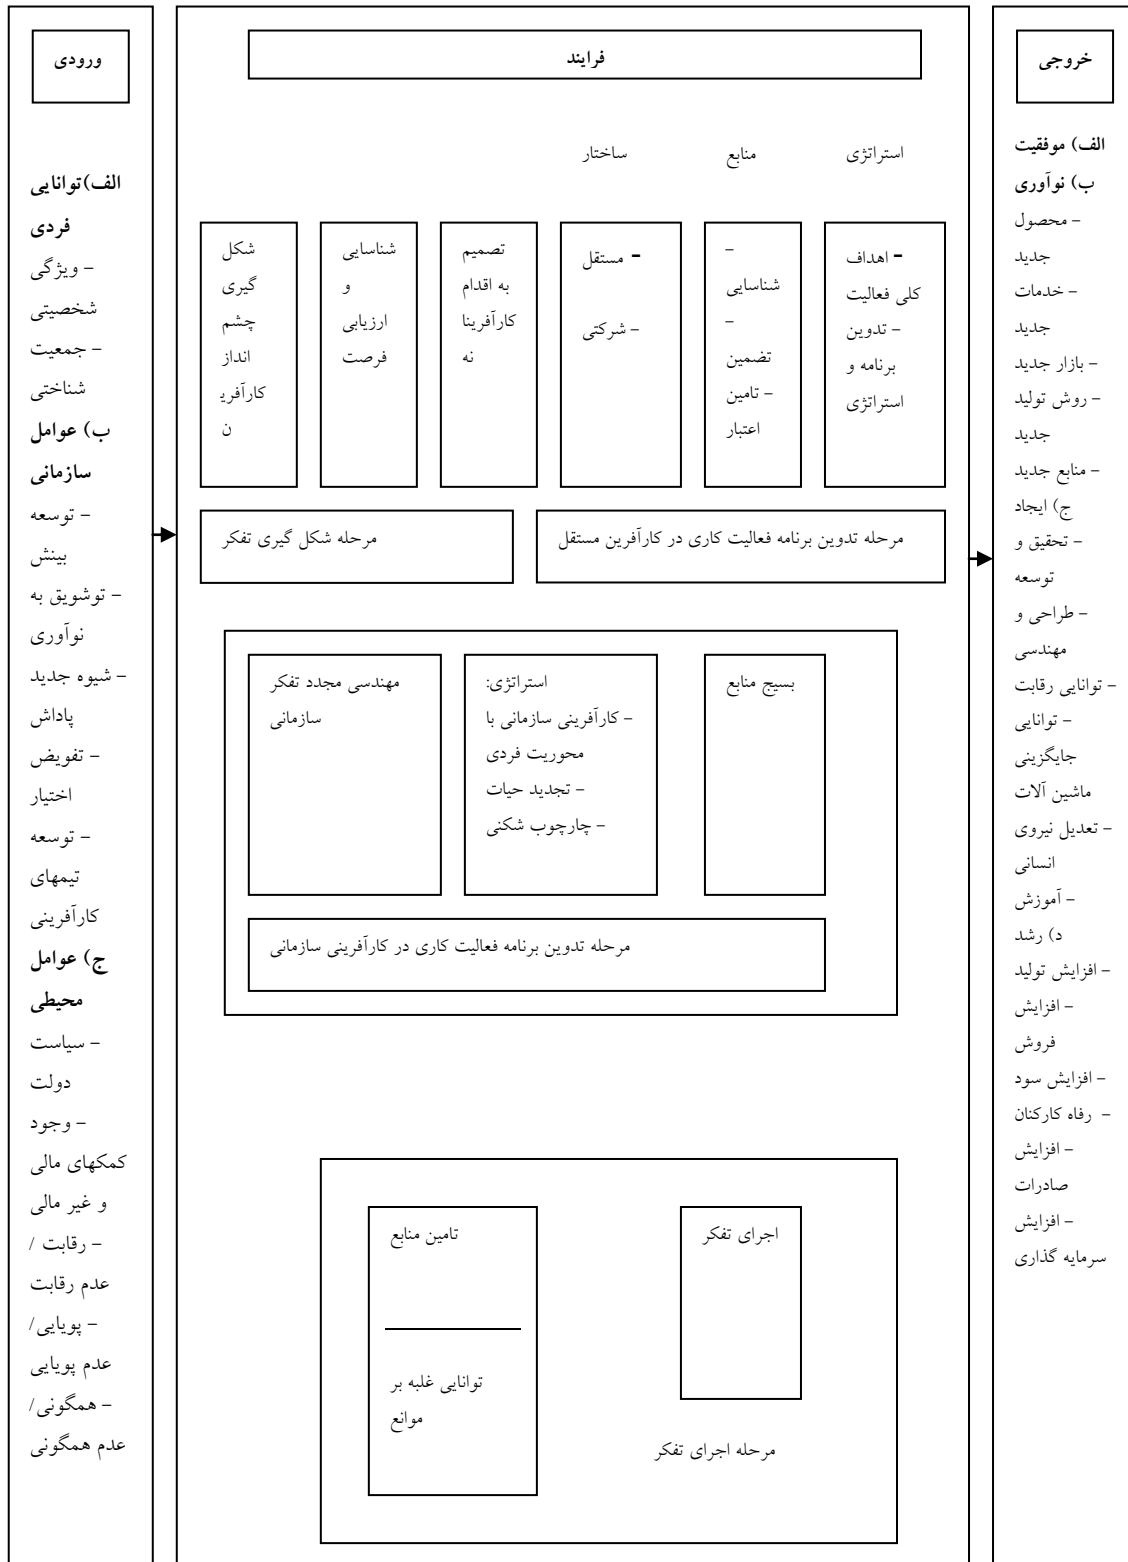 ورودی
الف)توانایی
فردی
- ویژگی
شخصیتی
- جمعیت
شناختی
ب) عوامل
سازمانی
- توسعه
بینش
- توشویق به
نوآوری
- شیوه جدید
پاداش
- تفویض
اختیار
- توسعه
تیمهای
کارآفرینی
ج) عوامل
محیطی
- سیاست
دولت
- وجود
کمکهای مالی
و غیر مالی
- رقابت /
عدم رقابت
- پویایی/
عدم پویایی
- همگونی/
عدم همگونی
فرایند
استراتژی
منابع
ساختار
شکل
گیری
چشم
انداز
کارآفری
ن
شناسایی
و
ارزیابی
فرصت
تصمیم
به اقدام
کارآفرینا
نه
- مستقل
- شرکتی
-
شناسایی
-
تضمین
- تامین
اعتبار
- اهداف
کلی فعالیت
- تدوین
برنامه و
استراتژی
مرحله شکل گیری تفکر
مرحله تدوین برنامه فعالیت کاری در کارآفرین مستقل
مهندسی مجدد تفکر
سازمانی
استراتژی:
- کارآفرینی سازمانی با
محوریت فردی
- تجدید حیات
- چارچوب شکنی
بسیج منابع
مرحله تدوین برنامه فعالیت کاری در کارآفرینی سازمانی
تامین منابع
توانایی غلبه بر
موانع
اجرای تفکر
مرحله اجرای تفکر
خروجی
الف) موفقیت
ب) نوآوری
- محصول
جدید
- خدمات
جدید
- بازار جدید
- روش تولید
جدید
- منابع جدید
ج) ایجاد
- تحقیق و
توسعه
- طراحی و
مهندسی
- توانایی رقابت
- توانایی
جایگزینی
ماشین آلات
- تعدیل نیروی
انسانی
- آموزش
د) رشد
- افزایش تولید
- افزایش
فروش
- افزایش سود
- رفاه کارکنان
- افزایش
صادرات
- افزایش
سرمایه گذاری